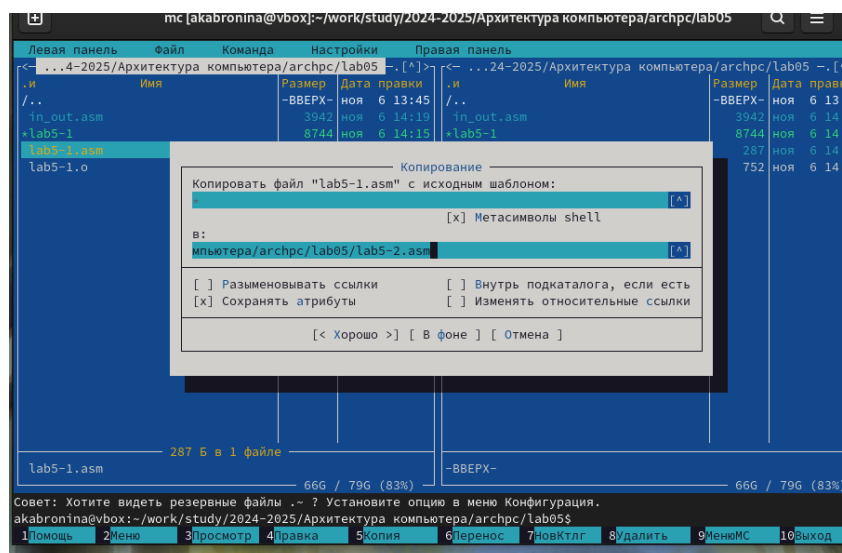 mc [akabronina@vbox]:~/work/study/2024-2025/Архитектура компьютера/archpc/lab05
Левая панель Файл Команда Настройки Правая панель
<— ...4-2025/Архитектура компьютера/archpc/lab05 —.[^]> <— ...24-2025/Архитектура компьютера/archpc/lab05 —.[
.и Имя Размер Дата правки .и Имя Размер Дата прав
/.. -ВВЕРХ- ноя 6 13:45 /.. -ВВЕРХ- ноя 6 13
in_out.asm 3942 ноя 6 14:19 in_out.asm 3942 ноя 6 14
*lab5-1 8744 ноя 6 14:15 *lab5-1 8744 ноя 6 14
lab5-1.asm 287 ноя 6 14
lab5-1.o 752 ноя 6 14
Копирование
Копировать файл "lab5-1.asm" с исходным шаблоном:
* [^]
[x] Метасимволы shell
в:
мпьютера/archpc/lab05/lab5-2.asm [^]
[ ] Разыменовывать ссылки [ ] Внутрь подкаталога, если есть
[x] Сохранять атрибуты [ ] Изменять относительные ссылки
[< Хорошо >] [ В фоне ] [ Отмена ]
287 Б в 1 файле
lab5-1.asm -ВВЕРХ-
66G / 79G (83%) 66G / 79G (83%
Совет: Хотите видеть резервные файлы .~ ? Установите опцию в меню Конфигурация.
akabronina@vbox:~/work/study/2024-2025/Архитектура компьютера/archpc/lab05$
1Помощь 2Меню 3Просмотр 4Правка 5Копия 6Перенос 7НовКтлг 8Удалить 9МенюMC 10Выход